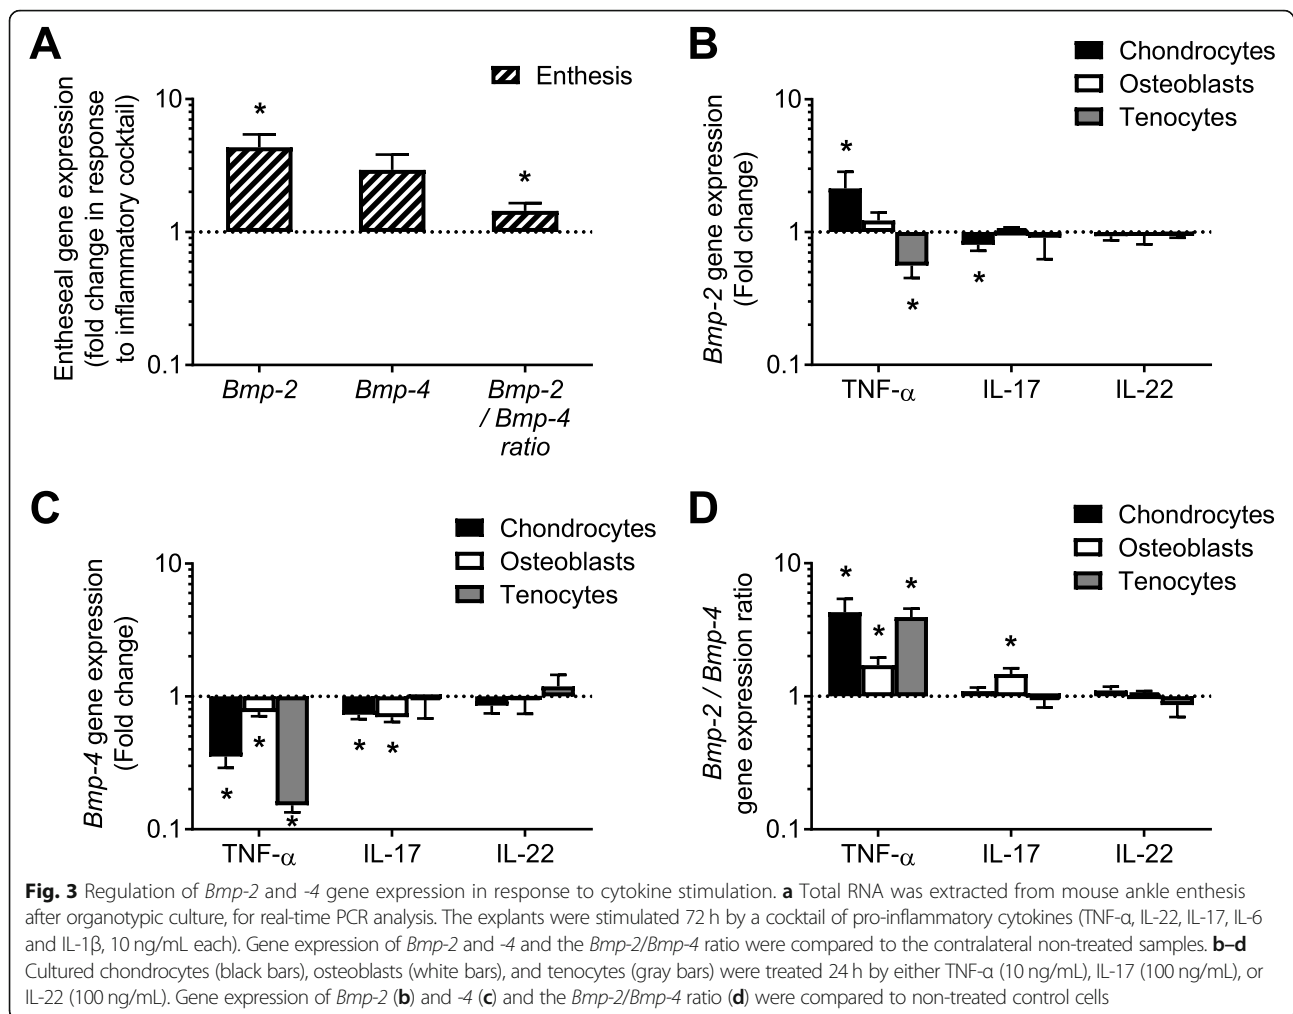 A
Enthesis
Entheseal gene expression
(fold change in response
to inflammatory cocktail)
10
1
0.1
*
*
Bmp-2
Bmp-4
Bmp-2
/ Bmp-4
ratio
B
Chondrocytes
Osteoblasts
Tenocytes
Bmp-2 gene expression
(Fold change)
10
1
0.1
*
*
*
TNF-α
IL-17
IL-22
C
Chondrocytes
Osteoblasts
Tenocytes
Bmp-4 gene expression
(Fold change)
10
1
0.1
*
*
*
*
*
TNF-α
IL-17
IL-22
D
Chondrocytes
Osteoblasts
Tenocytes
Bmp-2 / Bmp-4
gene expression ratio
10
1
0.1
*
*
*
*
TNF-α
IL-17
IL-22
Fig. 3 Regulation of Bmp-2 and -4 gene expression in response to cytokine stimulation. a Total RNA was extracted from mouse ankle enthesis
after organotypic culture, for real-time PCR analysis. The explants were stimulated 72 h by a cocktail of pro-inflammatory cytokines (TNF-α, IL-22, IL-17, IL-6
and IL-1β, 10 ng/mL each). Gene expression of Bmp-2 and -4 and the Bmp-2/Bmp-4 ratio were compared to the contralateral non-treated samples. b–d
Cultured chondrocytes (black bars), osteoblasts (white bars), and tenocytes (gray bars) were treated 24 h by either TNF-α (10 ng/mL), IL-17 (100 ng/mL), or
IL-22 (100 ng/mL). Gene expression of Bmp-2 (b) and -4 (c) and the Bmp-2/Bmp-4 ratio (d) were compared to non-treated control cells